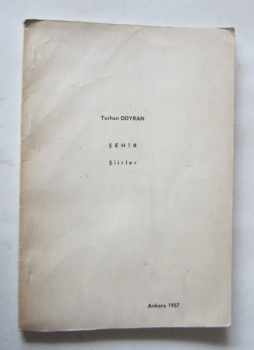 Turhan DOYRAN
ŞEHİR
Şiirler
Ankara 1957